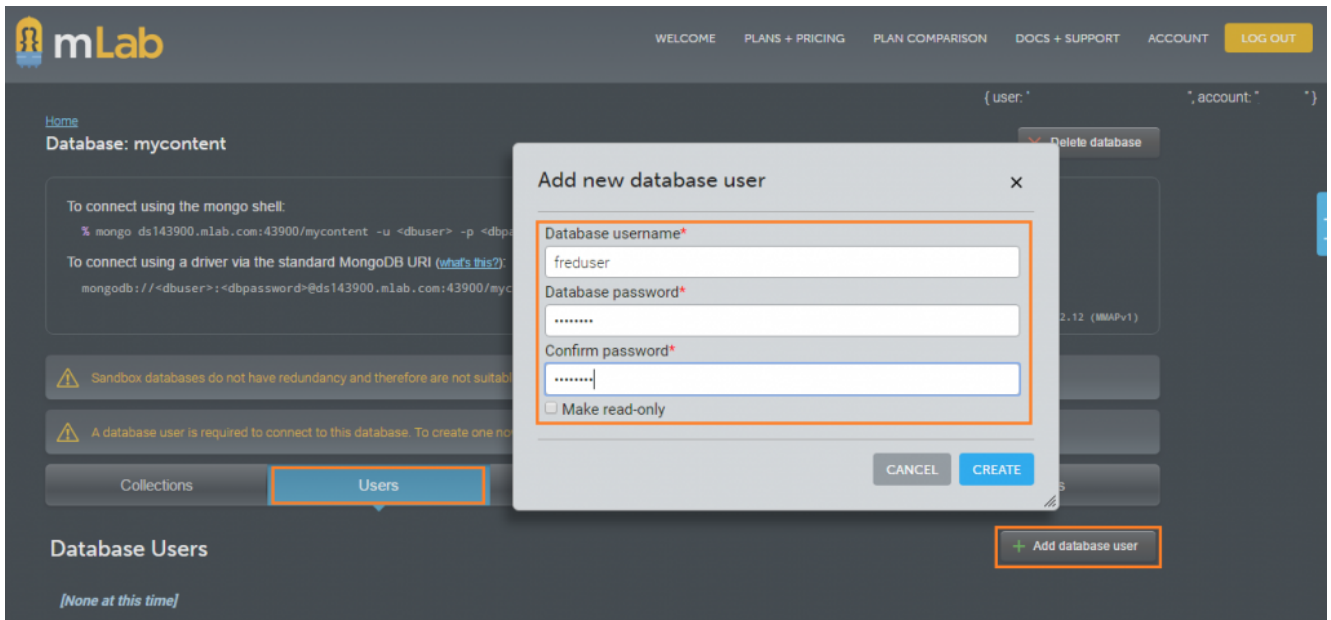 mLab
WELCOME PLANS + PRICING PLAN COMPARISON DOCS + SUPPORT ACCOUNT LOG OUT
{ user: " ", account: " " }
Home
Database: mycontent
Delete database
To connect using the mongo shell:
% mongo ds143900.mlab.com:43900/mycontent -u <dbuser> -p <dbpa
To connect using a driver via the standard MongoDB URI (what's this?):
mongodb://<dbuser>:<dbpassword>@ds143900.mlab.com:43900/myc
2.12 (MMAPv1)
Sandbox databases do not have redundancy and therefore are not suitabl
A database user is required to connect to this database. To create one no
Collections Users s
Database Users
Add database user
[None at this time]
Add new database user ×
Database username*
freduser
Database password*
••••••••
Confirm password*
••••••••
Make read-only
CANCEL CREATE